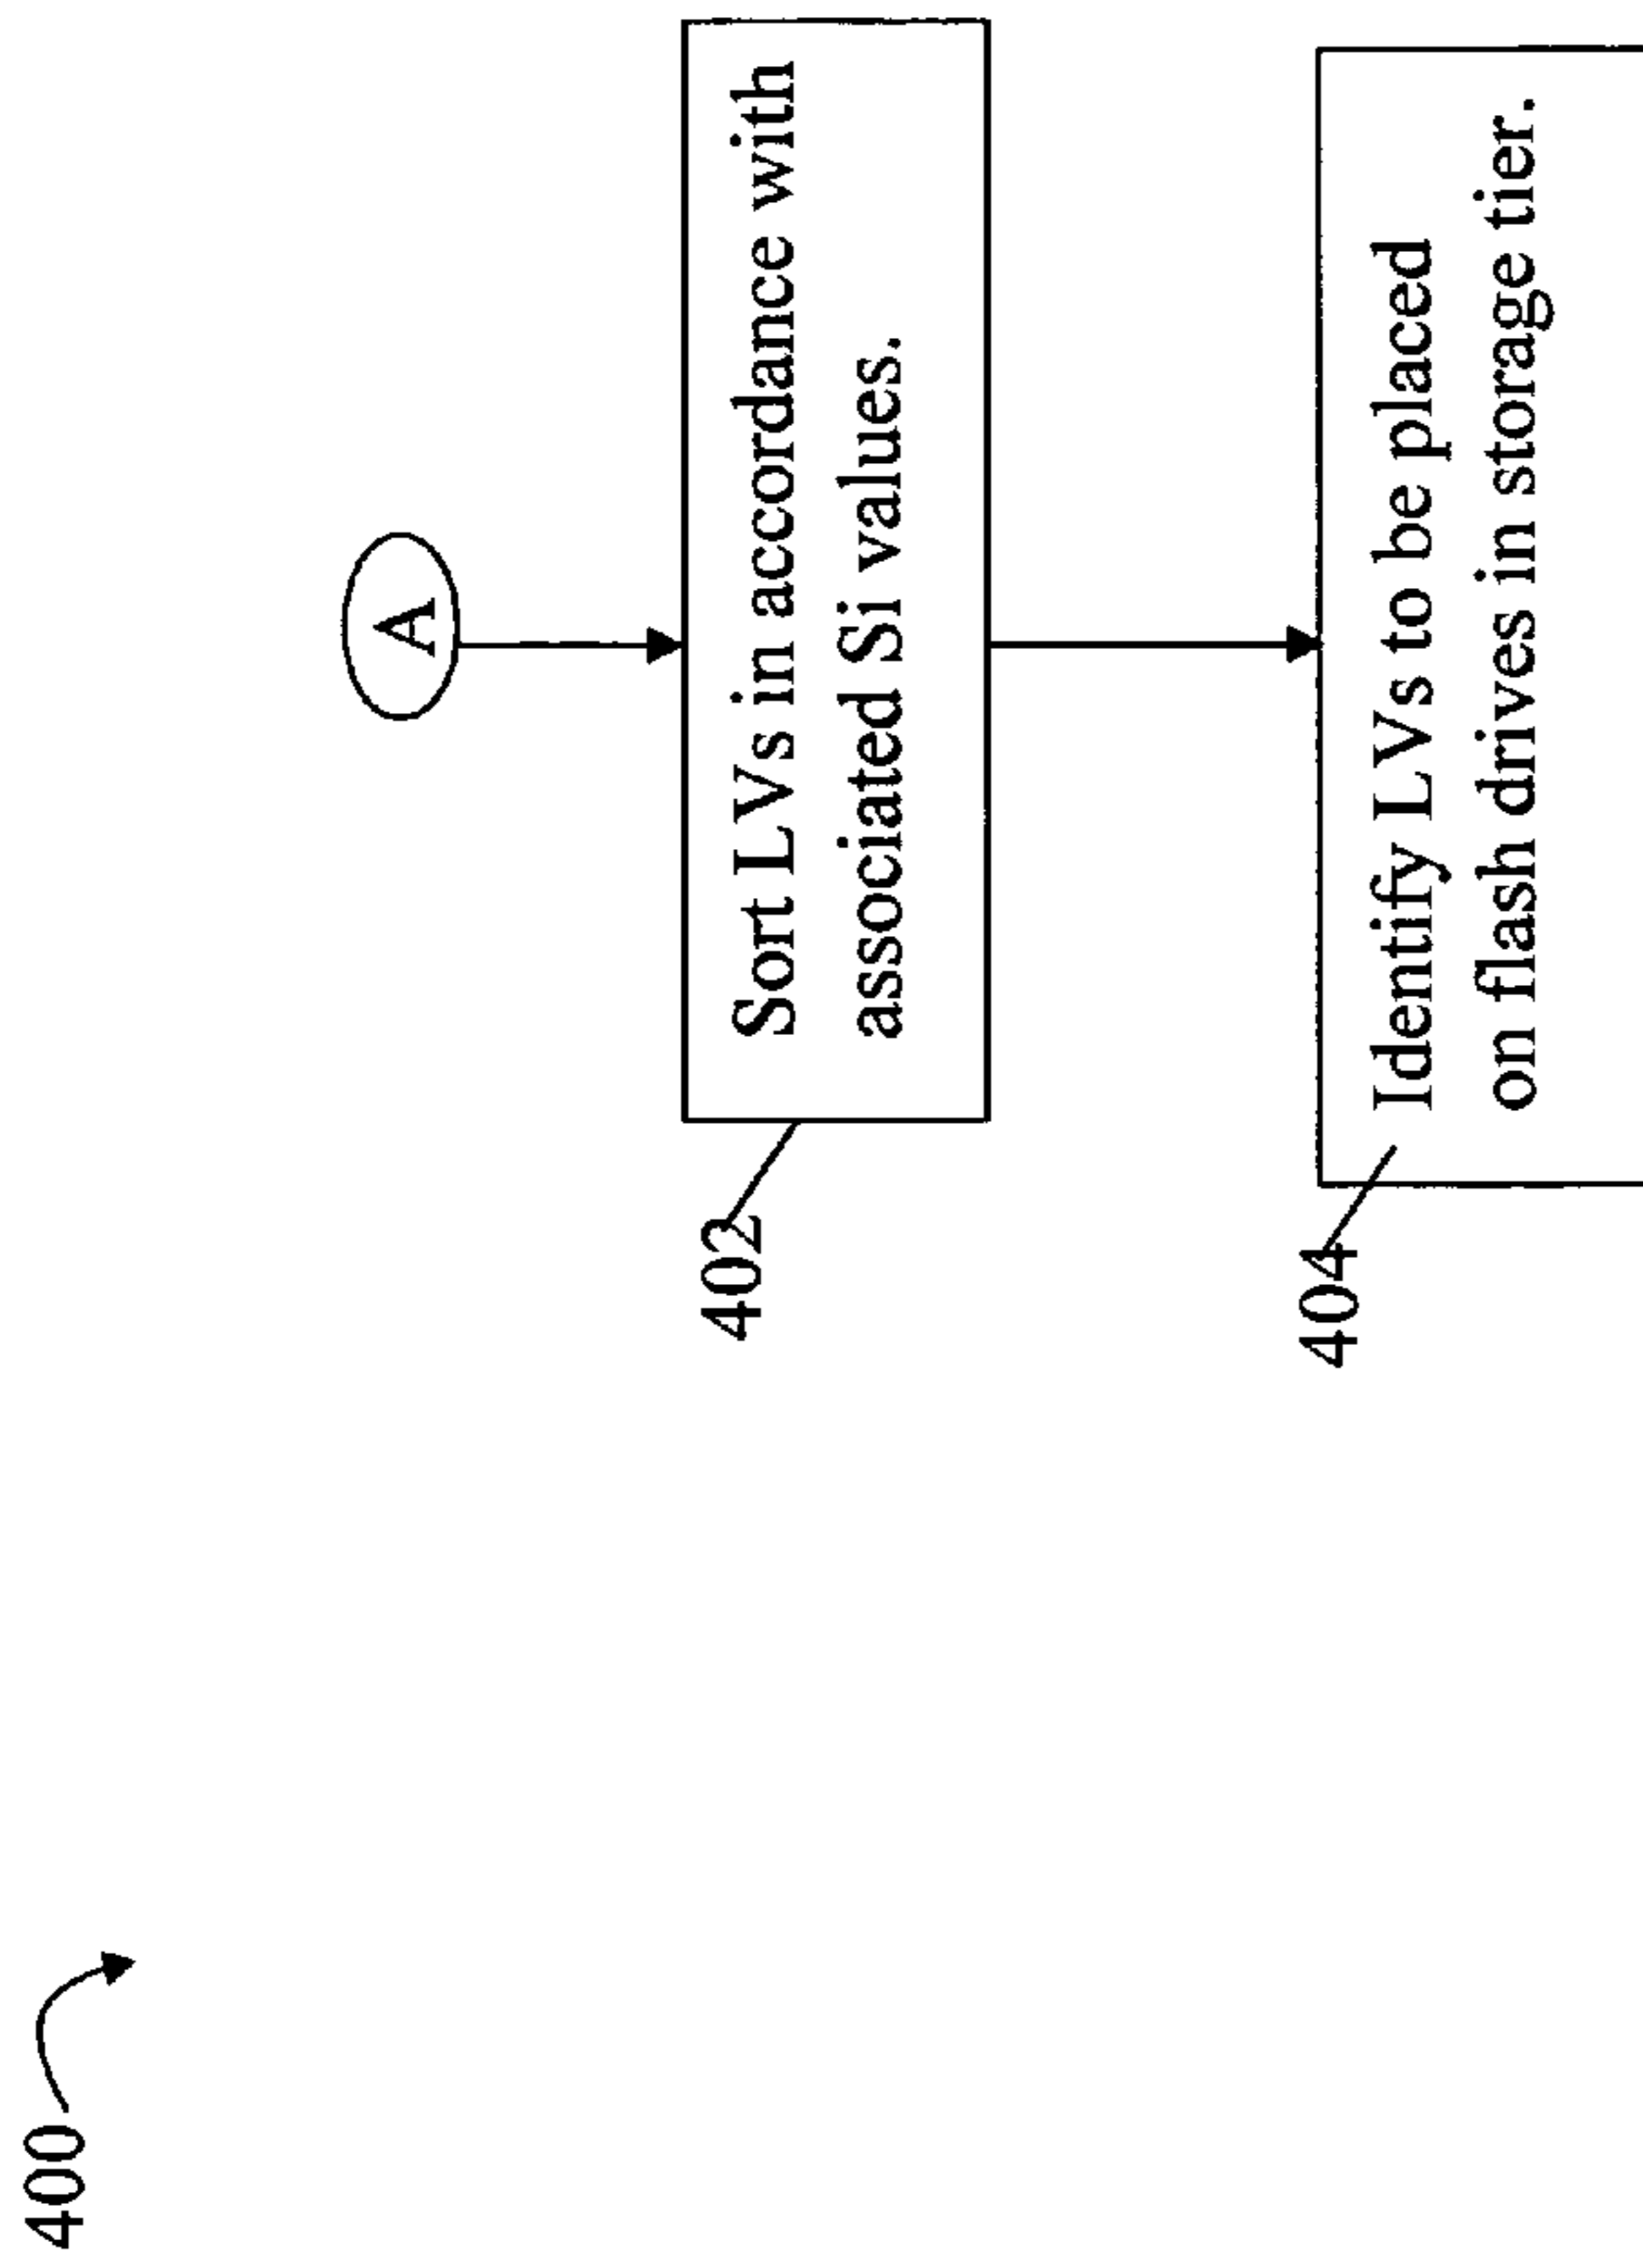 400
A
402
Sort LVs in accordance with
associated Si values.
404
Identify LVs to be placed
on flash drives in storage tier.